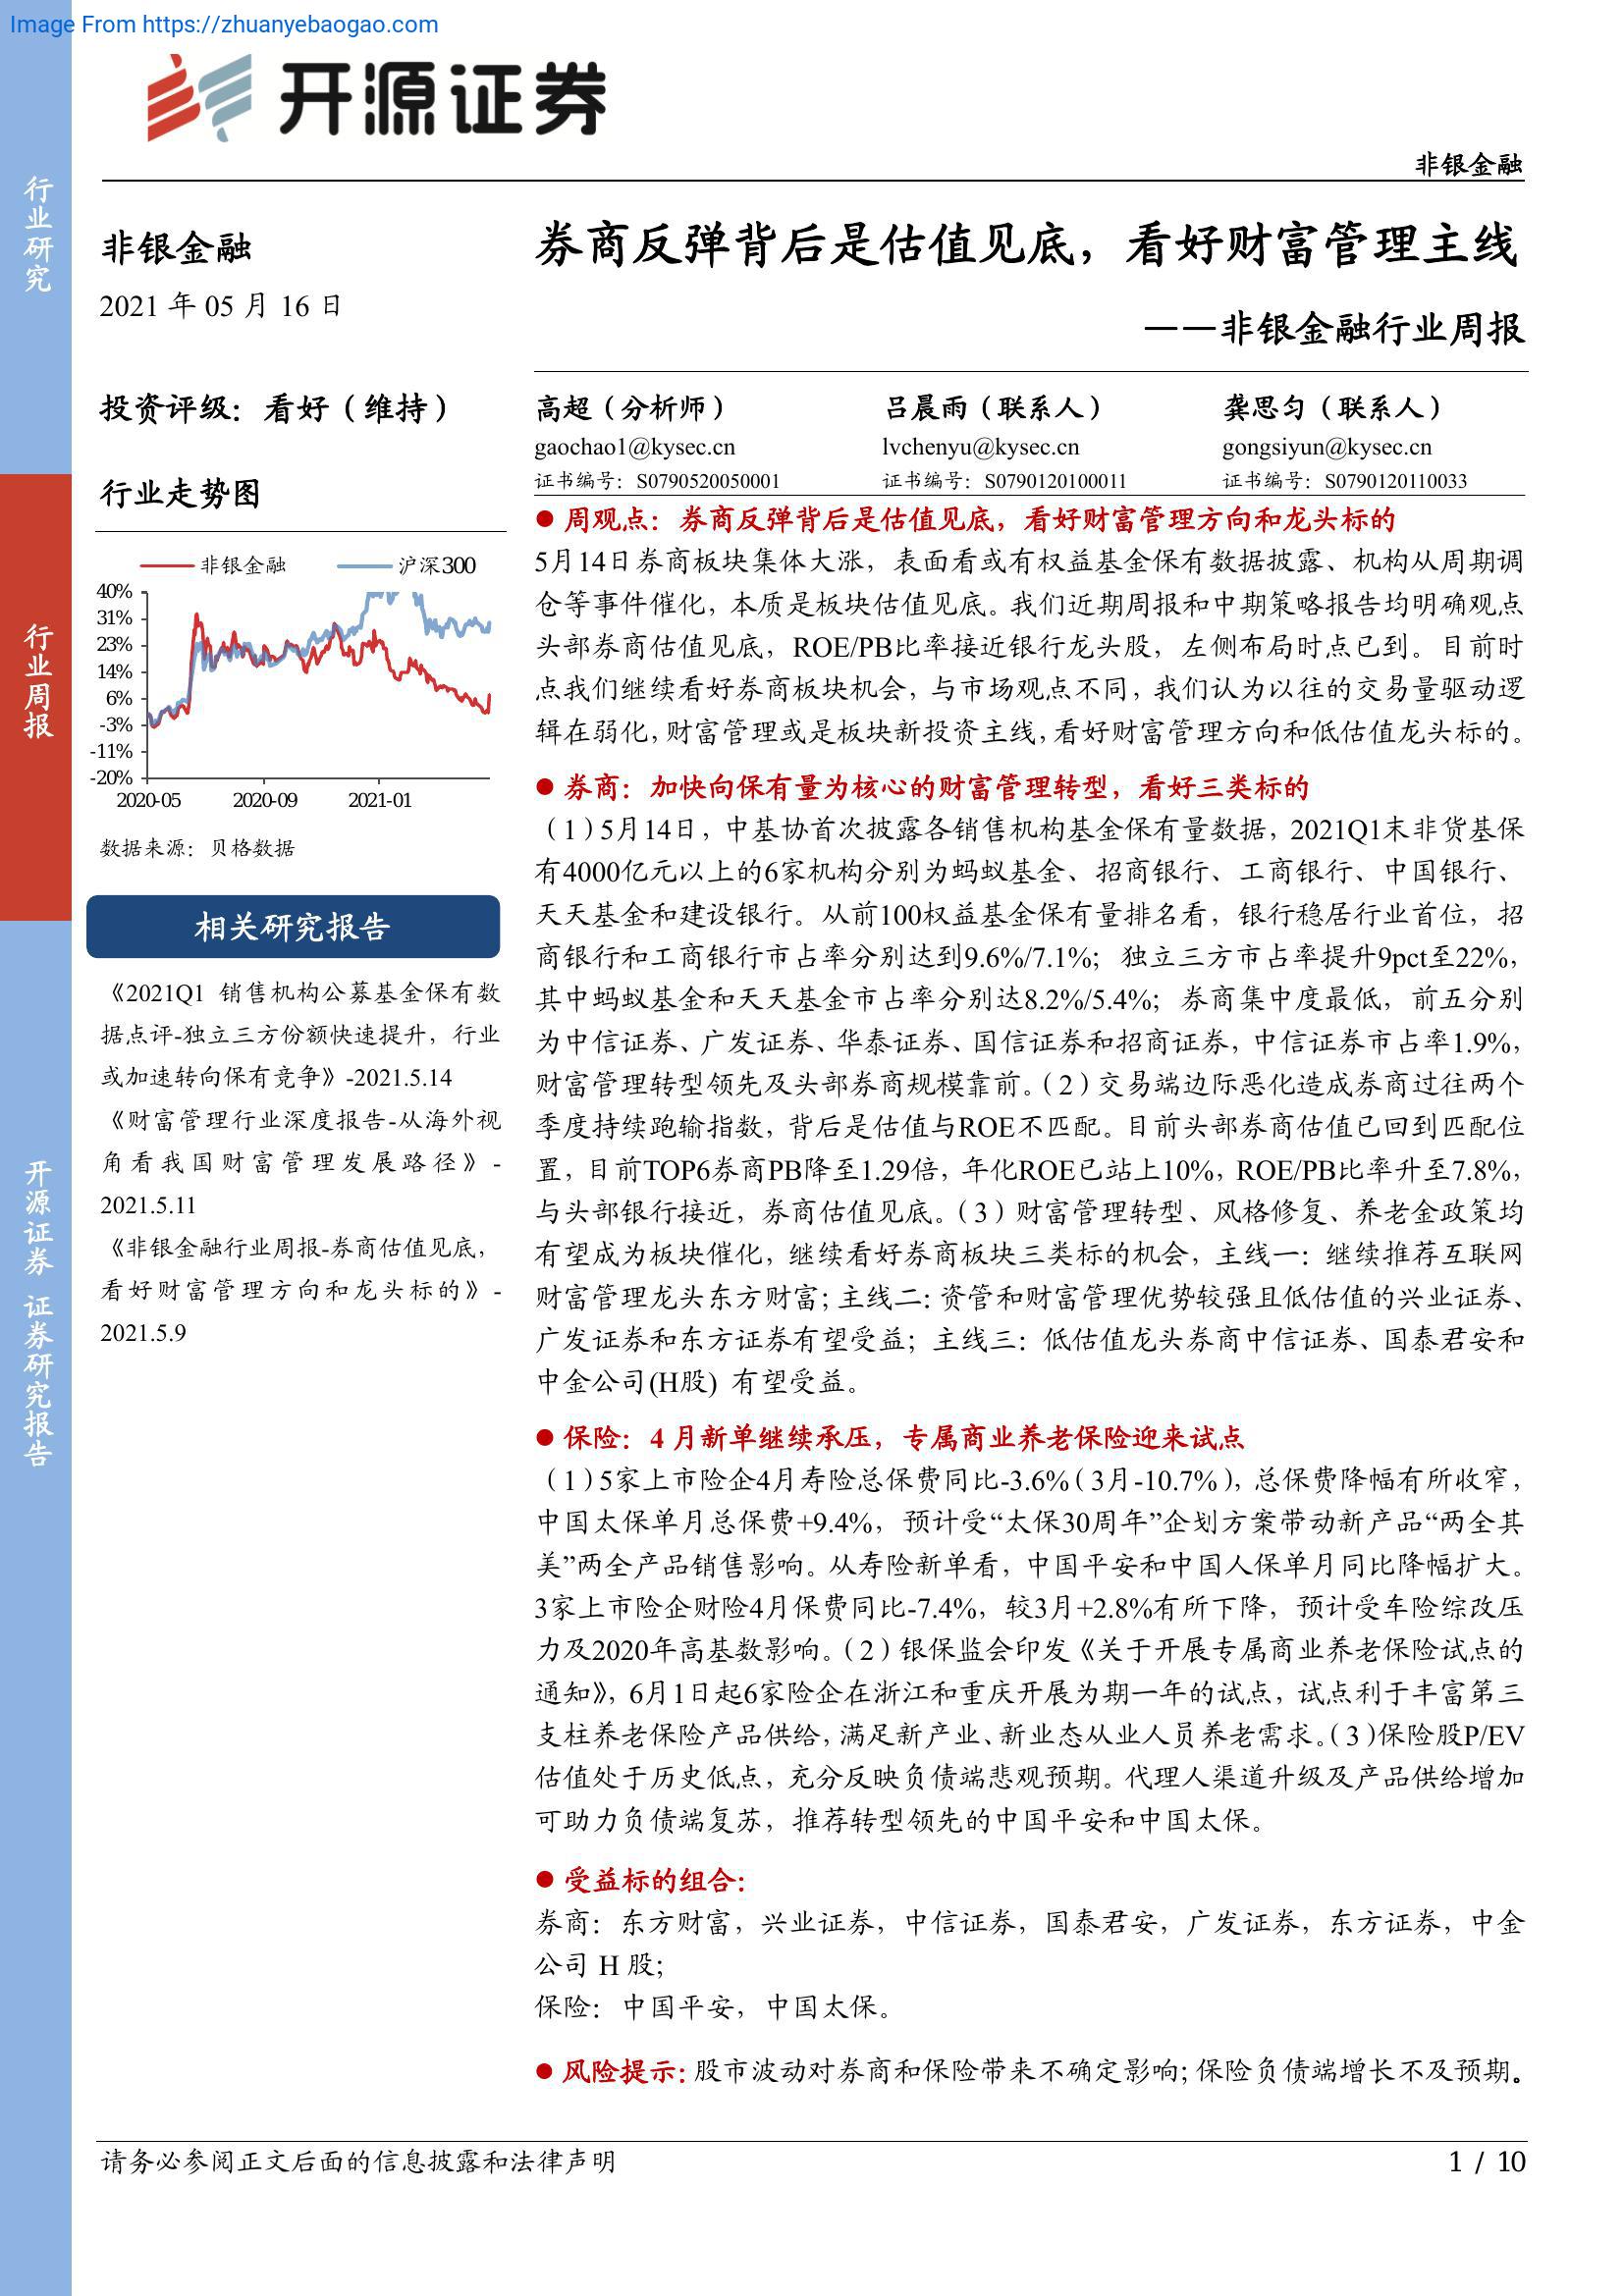 Image From https://zhuanyebaogao.com
开源证券
非银金融
行业研究
行业周报
开源证券 证券研究报告
非银金融
2021 年 05 月 16 日
投资评级：看好（维持）
行业走势图
非银金融 沪深300
40%
31%
23%
14%
6%
-3%
-11%
-20%
2020-05 2020-09 2021-01
数据来源：贝格数据
相关研究报告
《2021Q1 销售机构公募基金保有数
据点评-独立三方份额快速提升，行业
或加速转向保有竞争》-2021.5.14
《财富管理行业深度报告-从海外视
角看我国财富管理发展路径》-
2021.5.11
《非银金融行业周报-券商估值见底，
看好财富管理方向和龙头标的》-
2021.5.9
券商反弹背后是估值见底，看好财富管理主线
——非银金融行业周报
高超（分析师） 吕晨雨（联系人） 龚思匀（联系人）
gaochao1@kysec.cn lvchenyu@kysec.cn gongsiyun@kysec.cn
证书编号：S0790520050001 证书编号：S0790120100011 证书编号：S0790120110033
● 周观点：券商反弹背后是估值见底，看好财富管理方向和龙头标的
5月14日券商板块集体大涨，表面看或有权益基金保有数据披露、机构从周期调
仓等事件催化，本质是板块估值见底。我们近期周报和中期策略报告均明确观点
头部券商估值见底，ROE/PB比率接近银行龙头股，左侧布局时点已到。目前时
点我们继续看好券商板块机会，与市场观点不同，我们认为以往的交易量驱动逻
辑在弱化，财富管理或是板块新投资主线，看好财富管理方向和低估值龙头标的。
● 券商：加快向保有量为核心的财富管理转型，看好三类标的
（1）5月14日，中基协首次披露各销售机构基金保有量数据，2021Q1末非货基保
有4000亿元以上的6家机构分别为蚂蚁基金、招商银行、工商银行、中国银行、
天天基金和建设银行。从前100权益基金保有量排名看，银行稳居行业首位，招
商银行和工商银行市占率分别达到9.6%/7.1%；独立三方市占率提升9pct至22%，
其中蚂蚁基金和天天基金市占率分别达8.2%/5.4%；券商集中度最低，前五分别
为中信证券、广发证券、华泰证券、国信证券和招商证券，中信证券市占率1.9%，
财富管理转型领先及头部券商规模靠前。（2）交易端边际恶化造成券商过往两个
季度持续跑输指数，背后是估值与ROE不匹配。目前头部券商估值已回到匹配位
置，目前TOP6券商PB降至1.29倍，年化ROE已站上10%，ROE/PB比率升至7.8%，
与头部银行接近，券商估值见底。（3）财富管理转型、风格修复、养老金政策均
有望成为板块催化，继续看好券商板块三类标的机会，主线一：继续推荐互联网
财富管理龙头东方财富；主线二：资管和财富管理优势较强且低估值的兴业证券、
广发证券和东方证券有望受益；主线三：低估值龙头券商中信证券、国泰君安和
中金公司(H股) 有望受益。
● 保险：4 月新单继续承压，专属商业养老保险迎来试点
（1）5家上市险企4月寿险总保费同比-3.6%（3月-10.7%），总保费降幅有所收窄，
中国太保单月总保费+9.4%，预计受“太保30周年”企划方案带动新产品“两全其
美”两全产品销售影响。从寿险新单看，中国平安和中国人保单月同比降幅扩大。
3家上市险企财险4月保费同比-7.4%，较3月+2.8%有所下降，预计受车险综改压
力及2020年高基数影响。（2）银保监会印发《关于开展专属商业养老保险试点的
通知》，6月1日起6家险企在浙江和重庆开展为期一年的试点，试点利于丰富第三
支柱养老保险产品供给，满足新产业、新业态从业人员养老需求。（3）保险股P/EV
估值处于历史低点，充分反映负债端悲观预期。代理人渠道升级及产品供给增加
可助力负债端复苏，推荐转型领先的中国平安和中国太保。
● 受益标的组合：
券商：东方财富，兴业证券，中信证券，国泰君安，广发证券，东方证券，中金
公司 H 股；
保险：中国平安，中国太保。
● 风险提示：股市波动对券商和保险带来不确定影响；保险负债端增长不及预期。
请务必参阅正文后面的信息披露和法律声明 1 / 10